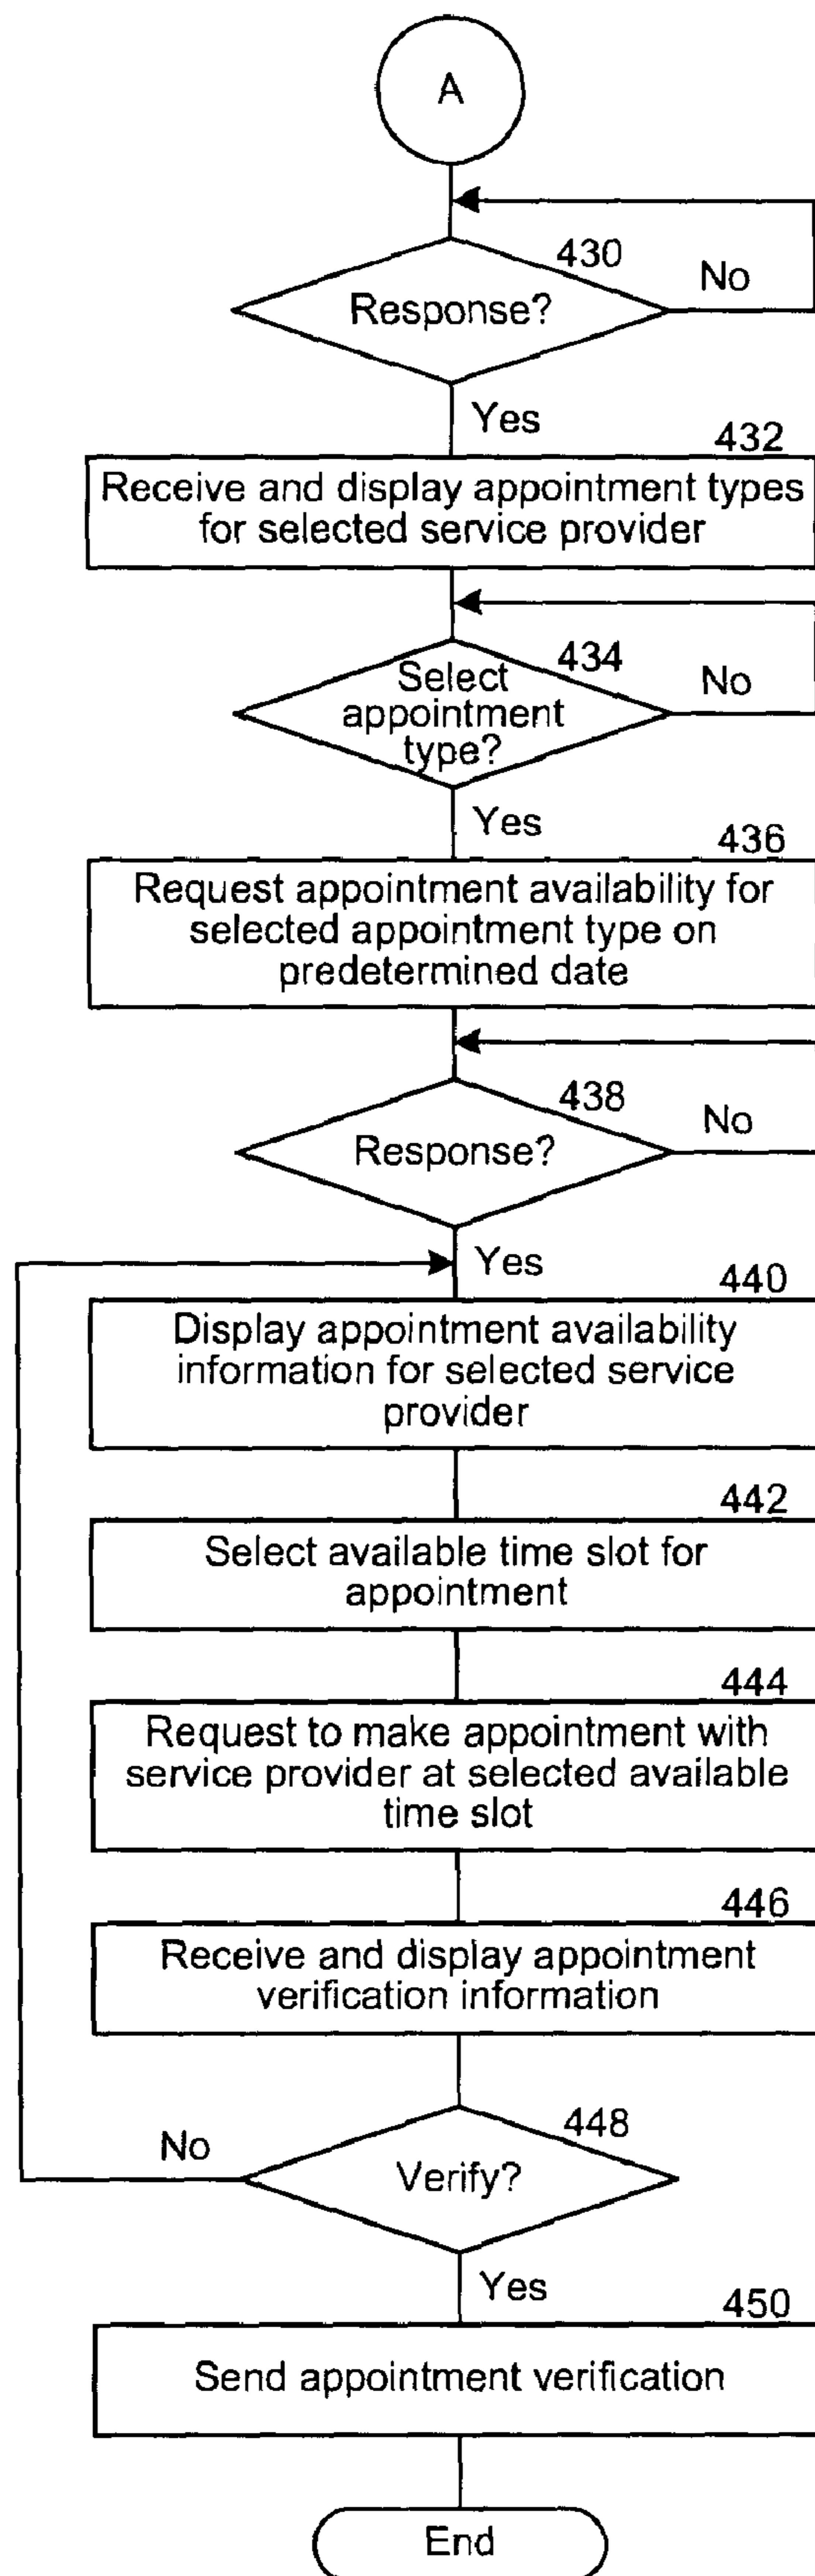 A
430
No
Response?
Yes
432
Receive and display appointment types
for selected service provider
434
No
Select
appointment
type?
Yes
436
Request appointment availability for
selected appointment type on
predetermined date
438
No
Response?
Yes
440
Display appointment availability
information for selected service
provider
442
Select available time slot for
appointment
444
Request to make appointment with
service provider at selected available
time slot
446
Receive and display appointment
verification information
448
No
Verify?
Yes
450
Send appointment verification
End